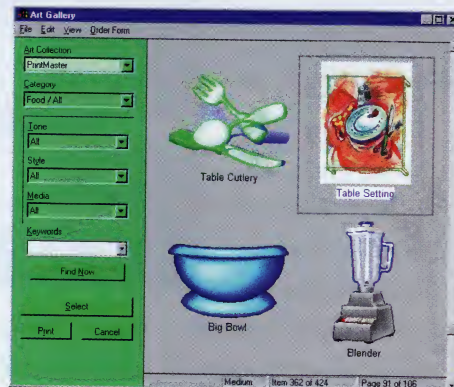 Art Gallery
File Edit View Order Form
Art Collection
PrintMaster
Category
Food / All
Tone
All
Style
All
Media
All
Keywords
Find Now
Select
Print Cancel
Table Cutlery
Table Setting
Big Bowl
Blender
Medium Item 362 of 424 Page 91 of 106